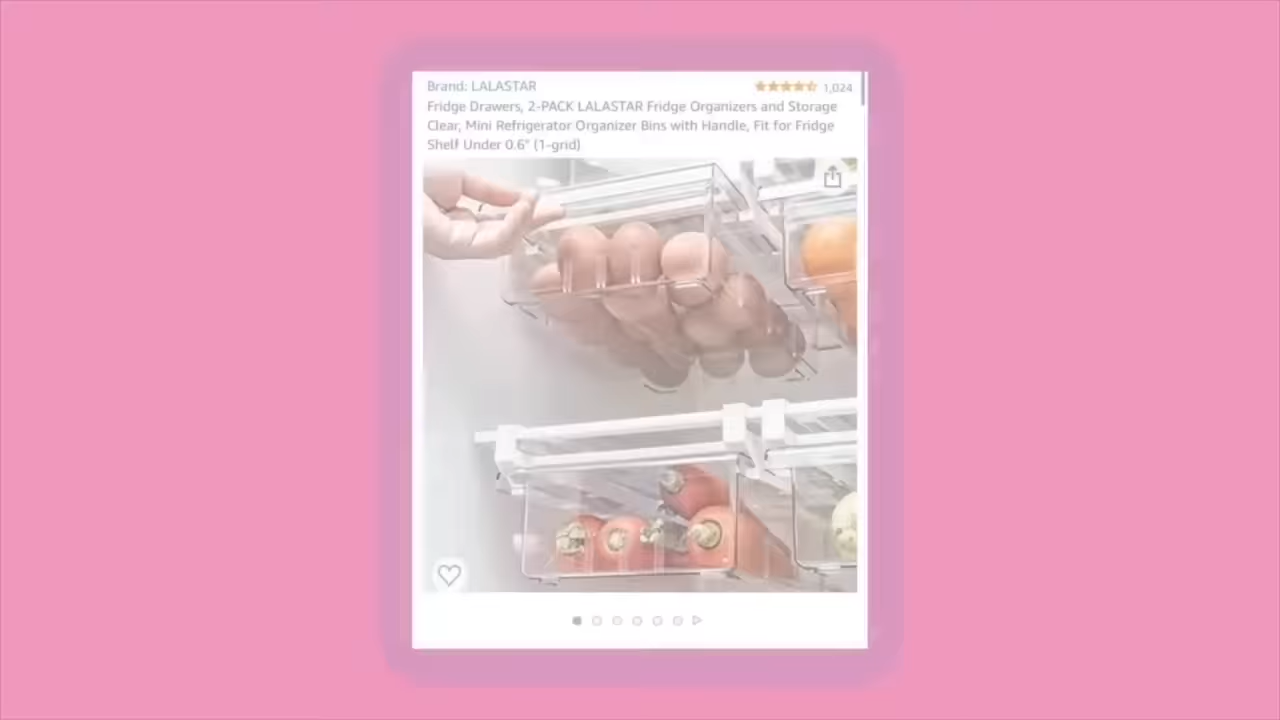 Brand: LALASTAR
1,024
Fridge Drawers, 2-PACK LALASTAR Fridge Organizers and Storage
Clear, Mini Refrigerator Organizer Bins with Handle, Fit for Fridge
Shelf Under 0.6" (1-grid)